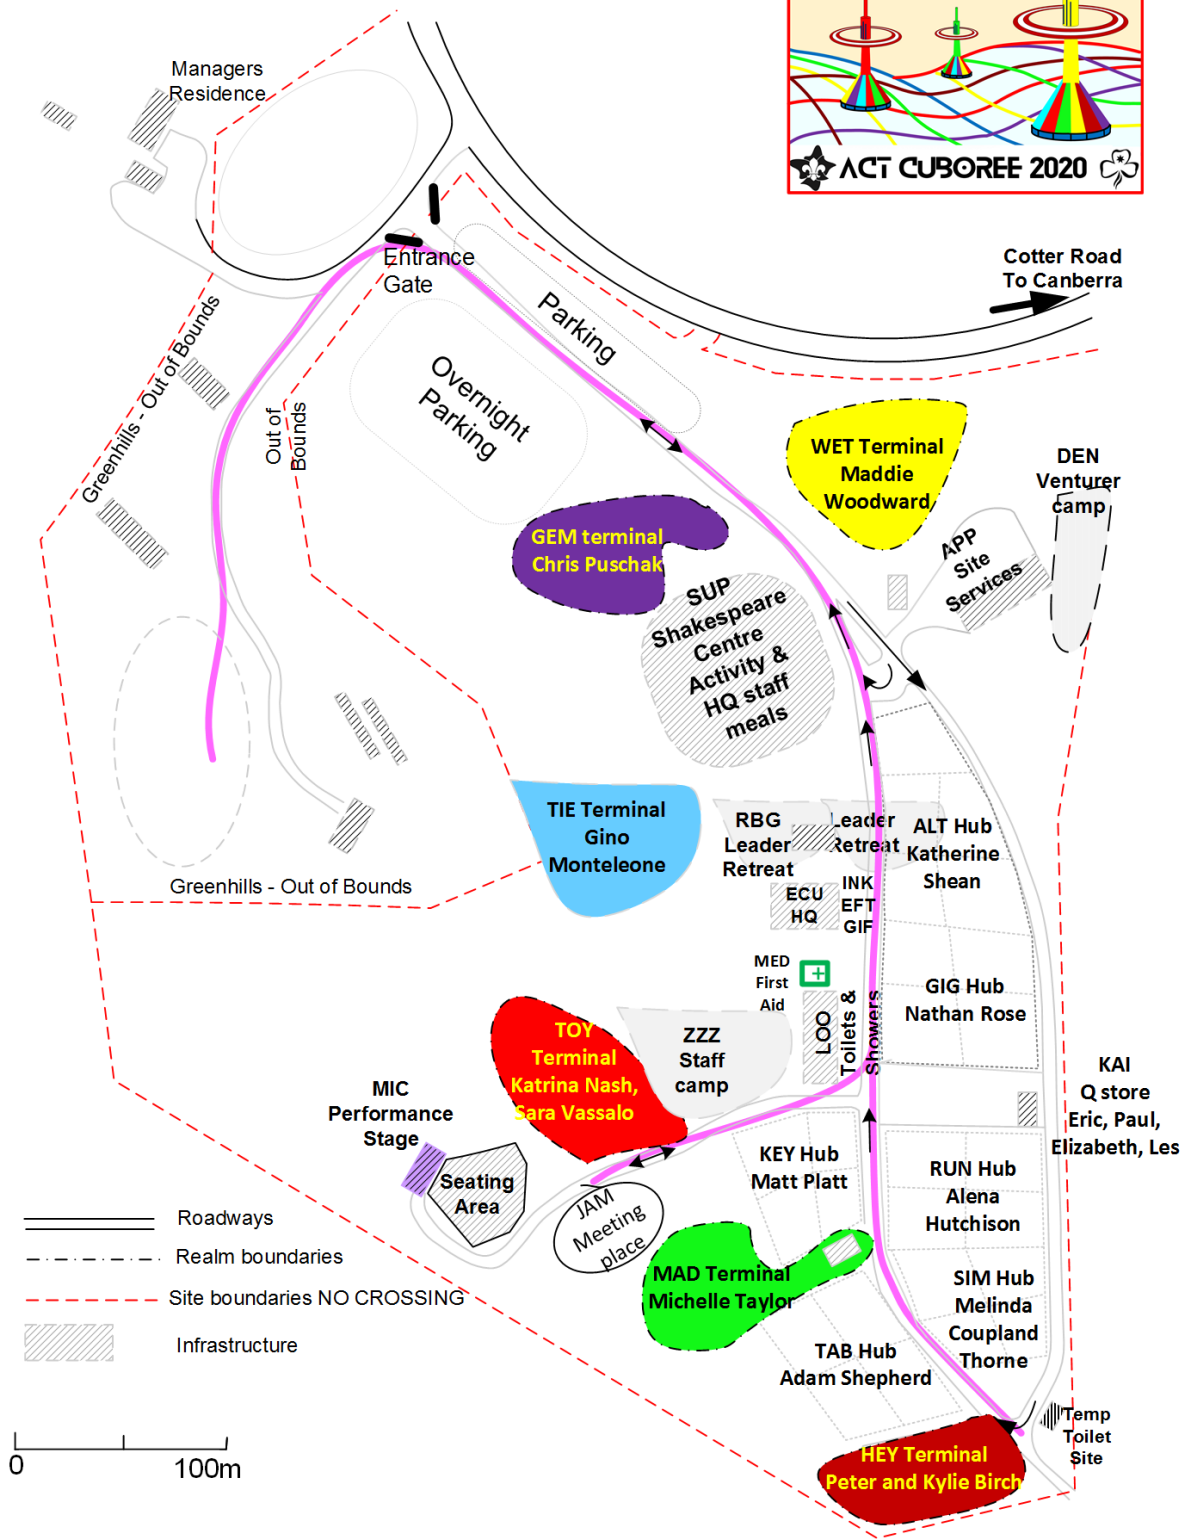 ACT CUBOREE 2020
Managers
Residence
Entrance
Gate
Cotter Road
To Canberra
Parking
Overnight
Parking
Greenhills - Out of Bounds
Out of
Bounds
WET Terminal
Maddie
Woodward
DEN
Venturer
camp
GEM terminal
Chris Puschak
APP
Site
Services
SUP
Shakespeare
Centre
Activity &
HQ staff
meals
TIE Terminal
Gino
Monteleone
RBG
Leader
Retreat
Leader
Retreat
ALT Hub
Katherine
Shean
Greenhills - Out of Bounds
ECU
HQ
INK
EFT
GIF
MED
First
Aid
GIG Hub
Nathan Rose
LOO
Toilets &
Showers
TOY
Terminal
Katrina Nash,
Sara Vassalo
ZZZ
Staff
camp
KAI
Q store
Eric, Paul,
Elizabeth, Les
MIC
Performance
Stage
KEY Hub
Matt Platt
RUN Hub
Alena
Hutchison
Seating
Area
JAM
Meeting
place
Roadways
Realm boundaries
Site boundaries NO CROSSING
Infrastructure
MAD Terminal
Michelle Taylor
SIM Hub
Melinda
Coupland
Thorne
TAB Hub
Adam Shepherd
Temp
Toilet
Site
HEY Terminal
Peter and Kylie Birch
0
100m